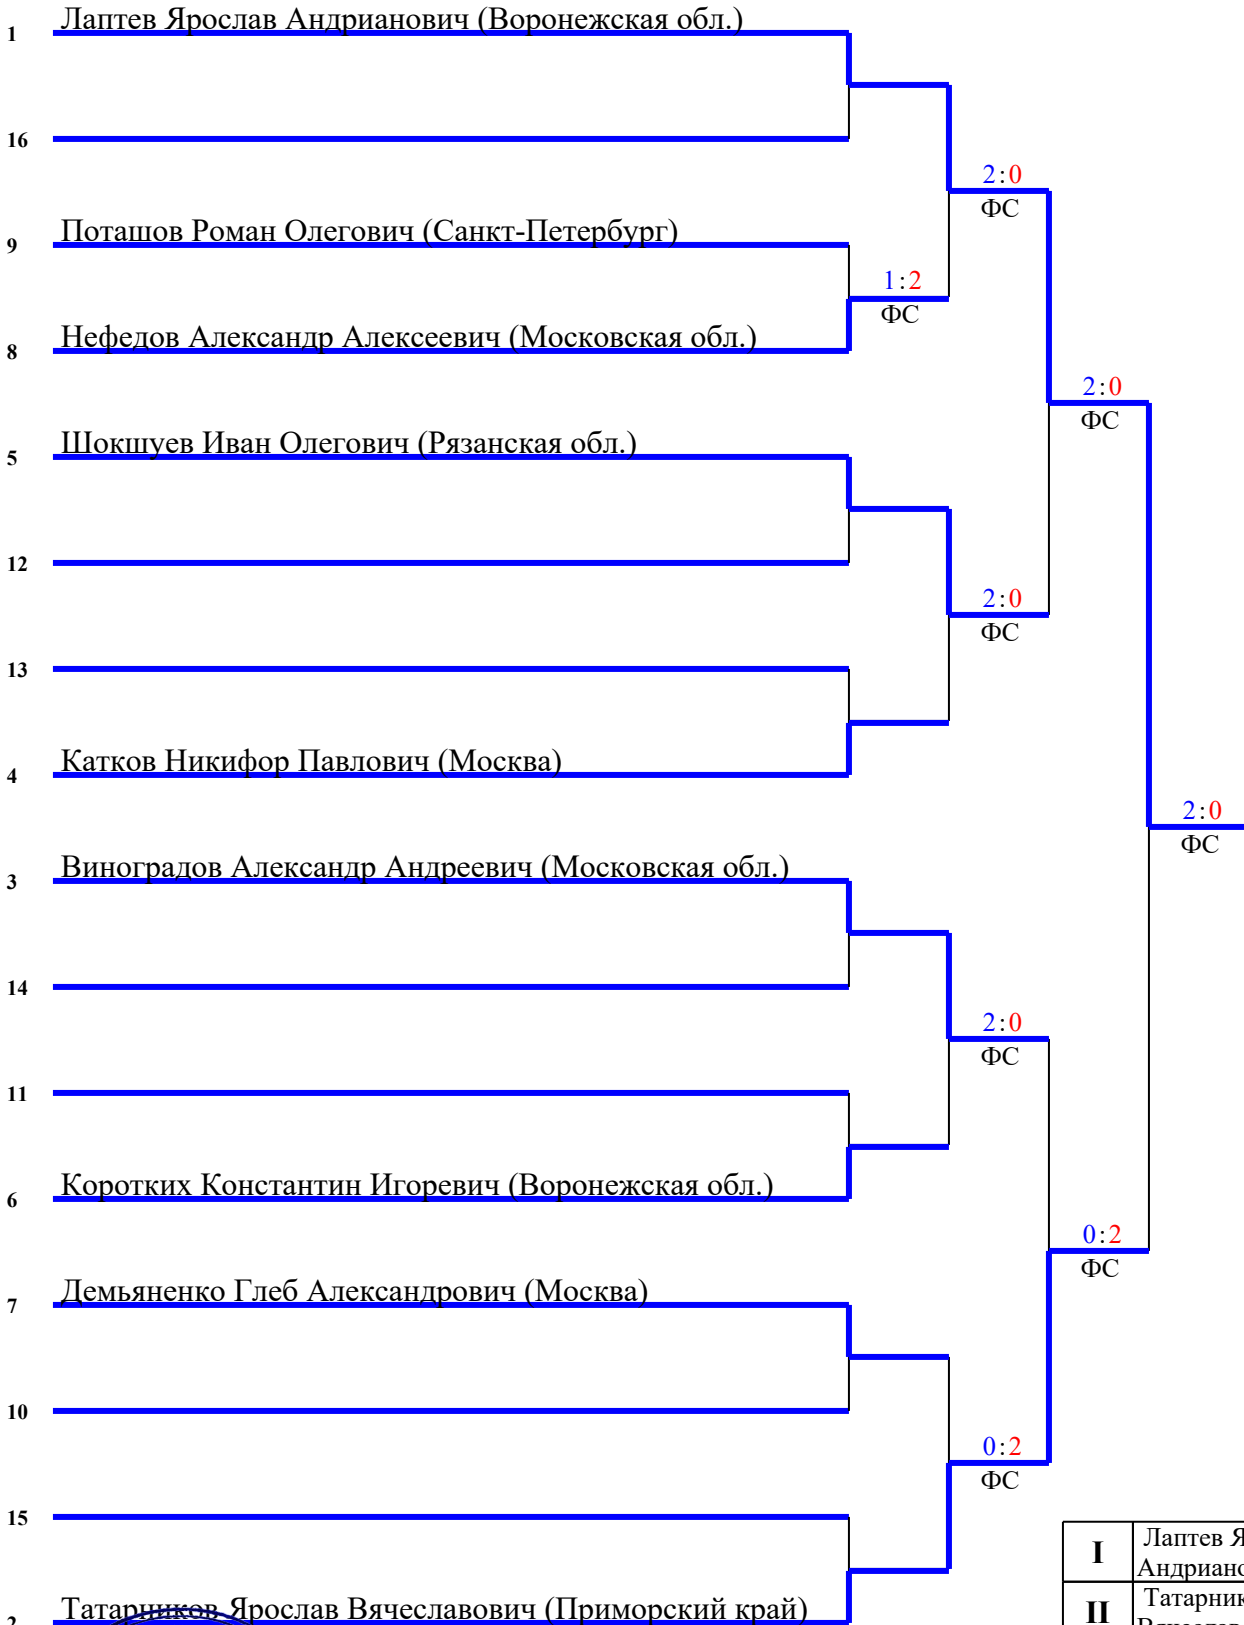 1 Лаптев Ярослав Андрианович (Воронежская обл.)
16
2:0
ФС
9 Поташов Роман Олегович (Санкт-Петербург)
1:2
ФС
8 Нефедов Александр Алексеевич (Московская обл.)
2:0
ФС
5 Шокшуев Иван Олегович (Рязанская обл.)
12
2:0
ФС
13
4 Катков Никифор Павлович (Москва)
2:0
ФС
3 Виноградов Александр Андреевич (Московская обл.)
14
2:0
ФС
11
6 Коротких Константин Игоревич (Воронежская обл.)
0:2
ФС
7 Демьяненко Глеб Александрович (Москва)
10
0:2
ФС
15
I Лаптев Я
Андриано
2 Татарников Ярослав Вячеславович (Приморский край)
II Татарник